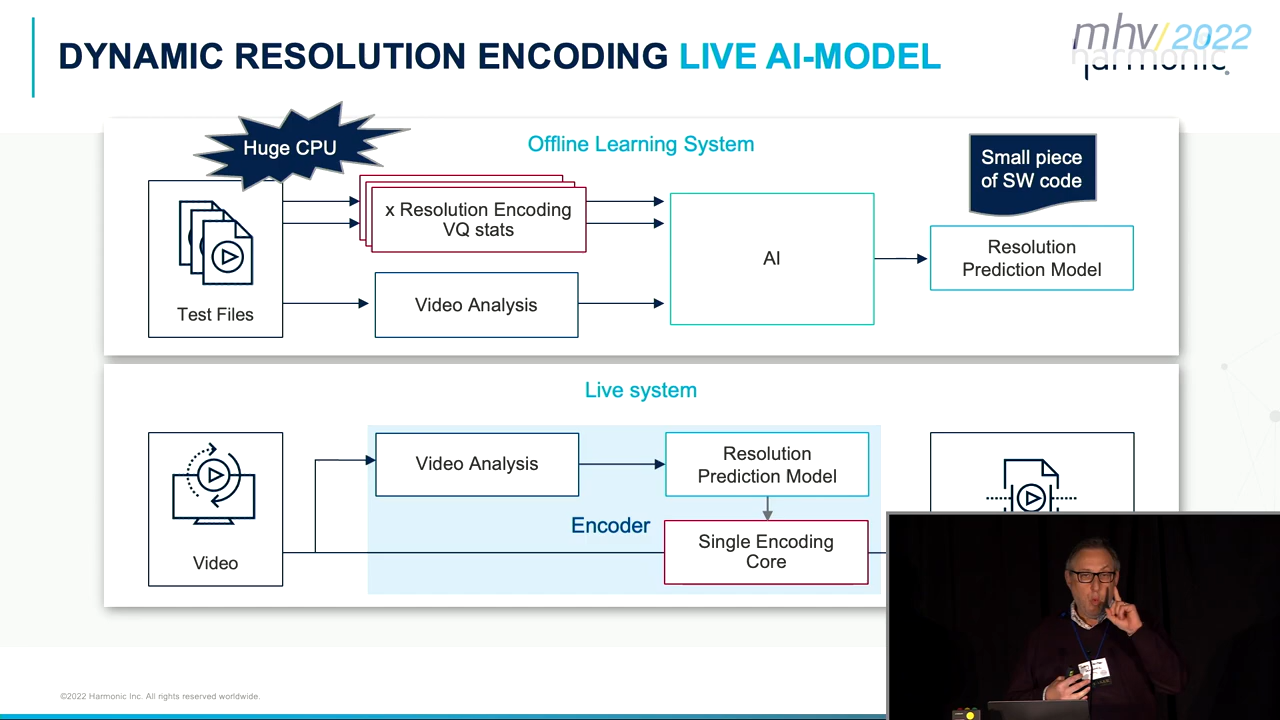 DYNAMIC RESOLUTION ENCODING LIVE AI-MODEL
mhv/2022
harmonic
Huge CPU
Offline Learning System
Small piece
of SW code
x Resolution Encoding
VQ stats
AI
Resolution
Prediction Model
Test Files
Video Analysis
Live system
Video Analysis
Resolution
Prediction Model
Encoder
Single Encoding
Core
Video
©2022 Harmonic Inc. All rights reserved worldwide.